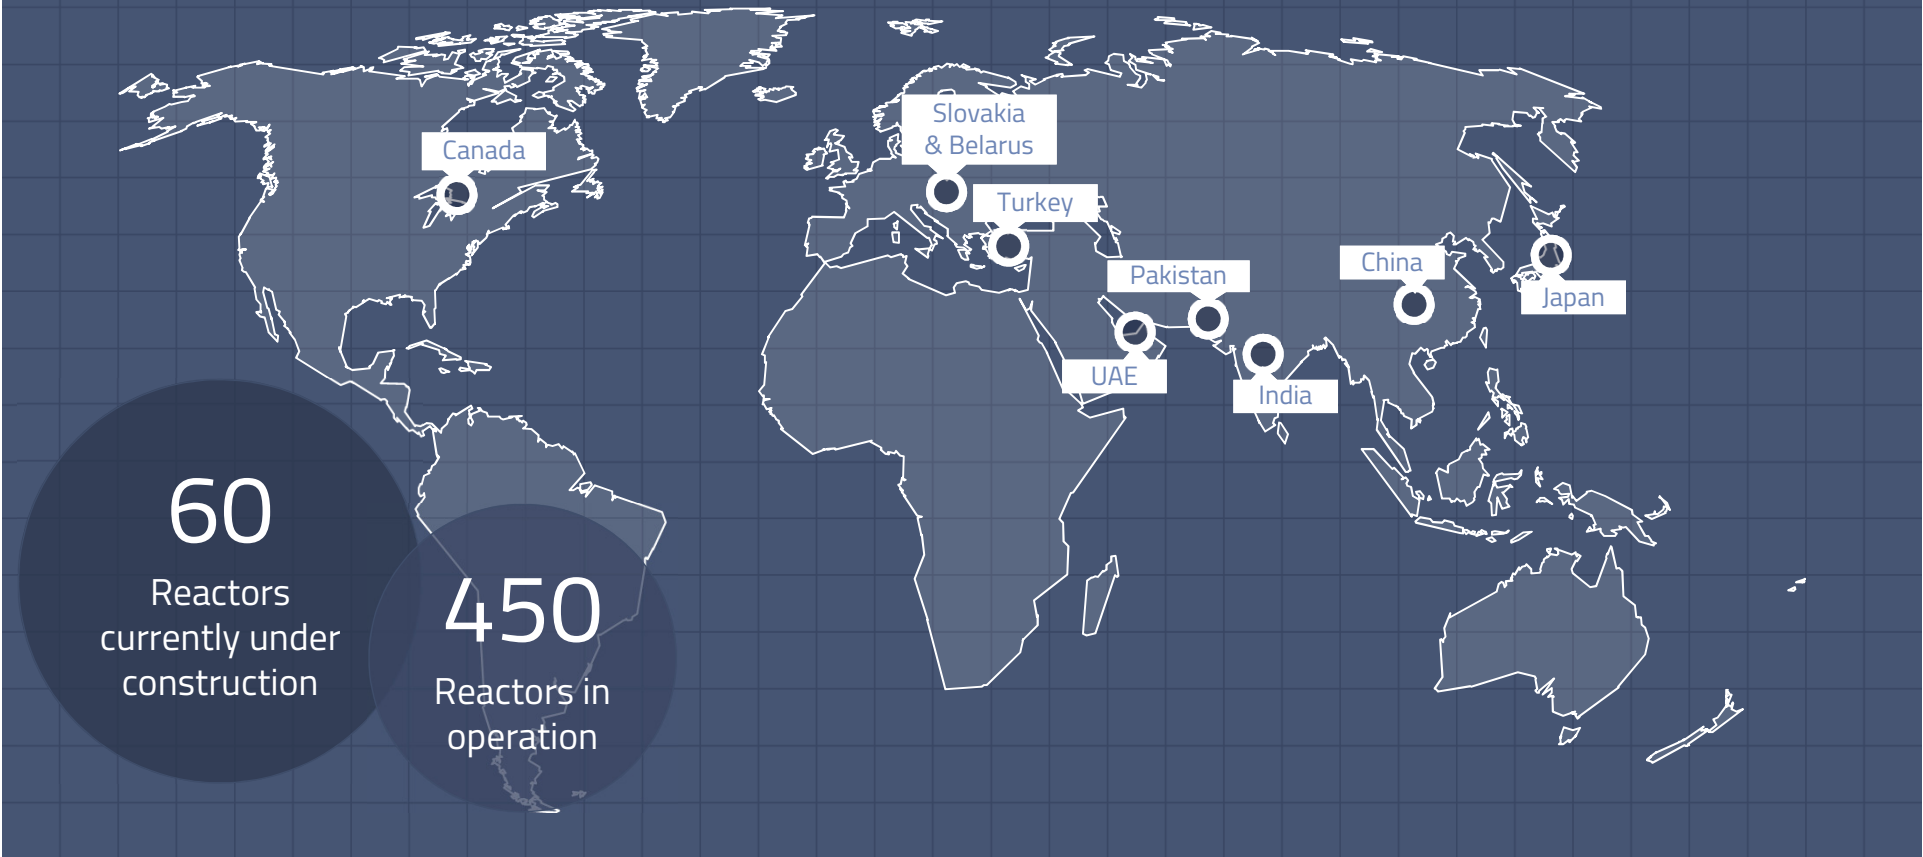 Slovakia
& Belarus
Canada
Turkey
China
Pakistan
Japan
UAE
India
60
Reactors
currently under
construction
450
Reactors in
operation